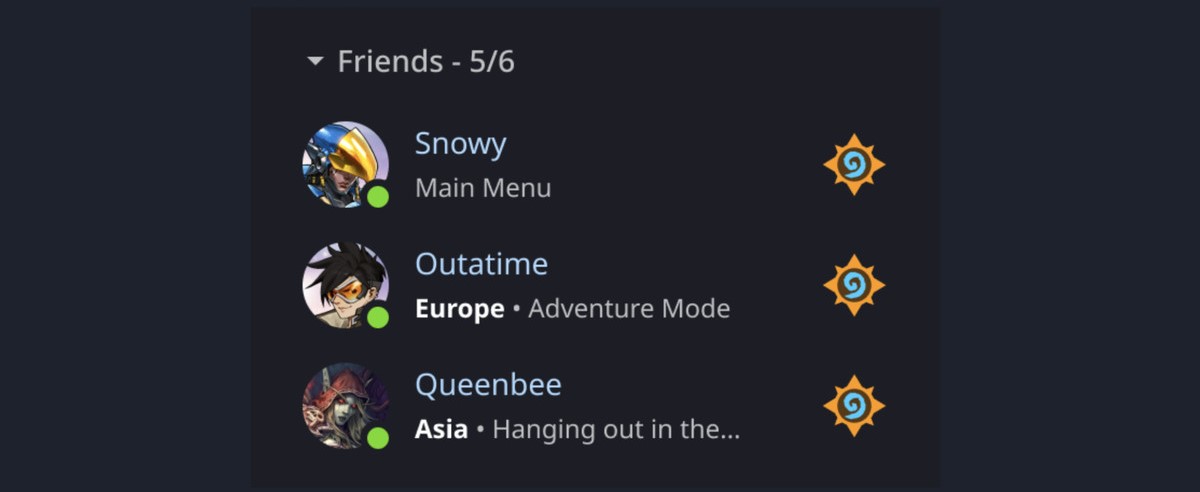 Friends - 5/6
Snowy
Main Menu
Outatime
Europe • Adventure Mode
Queenbee
Asia • Hanging out in the...